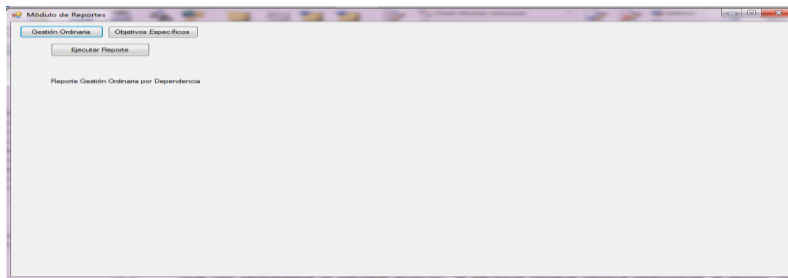 Módulo de Reportes
Gestión Ordinaria Objetivos Específicos
Ejecutar Reporte
Reporte Gestión Ordinaria por Dependencia